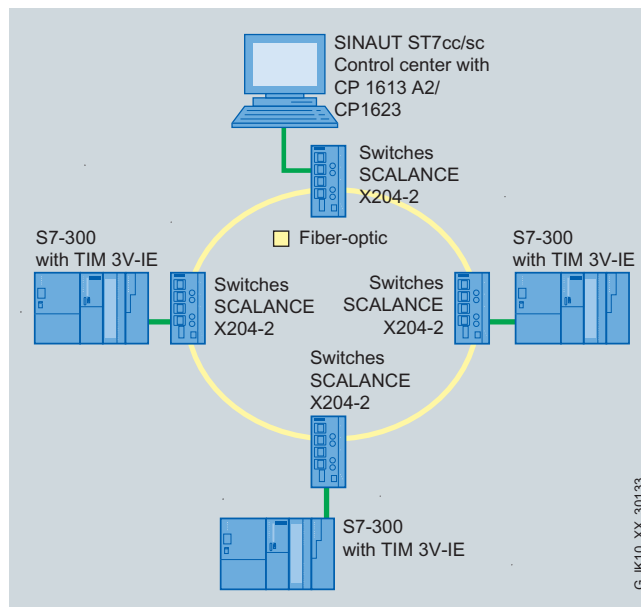 SINAUT ST7cc/sc
Control center with
CP 1613 A2/
CP1623
Switches
SCALANCE
X204-2
Fiber-optic
S7-300
with TIM 3V-IE
Switches
SCALANCE
X204-2
Switches
SCALANCE
X204-2
S7-300
with TIM 3V-IE
Switches
SCALANCE
X204-2
S7-300
with TIM 3V-IE
G_IK10_XX_30133